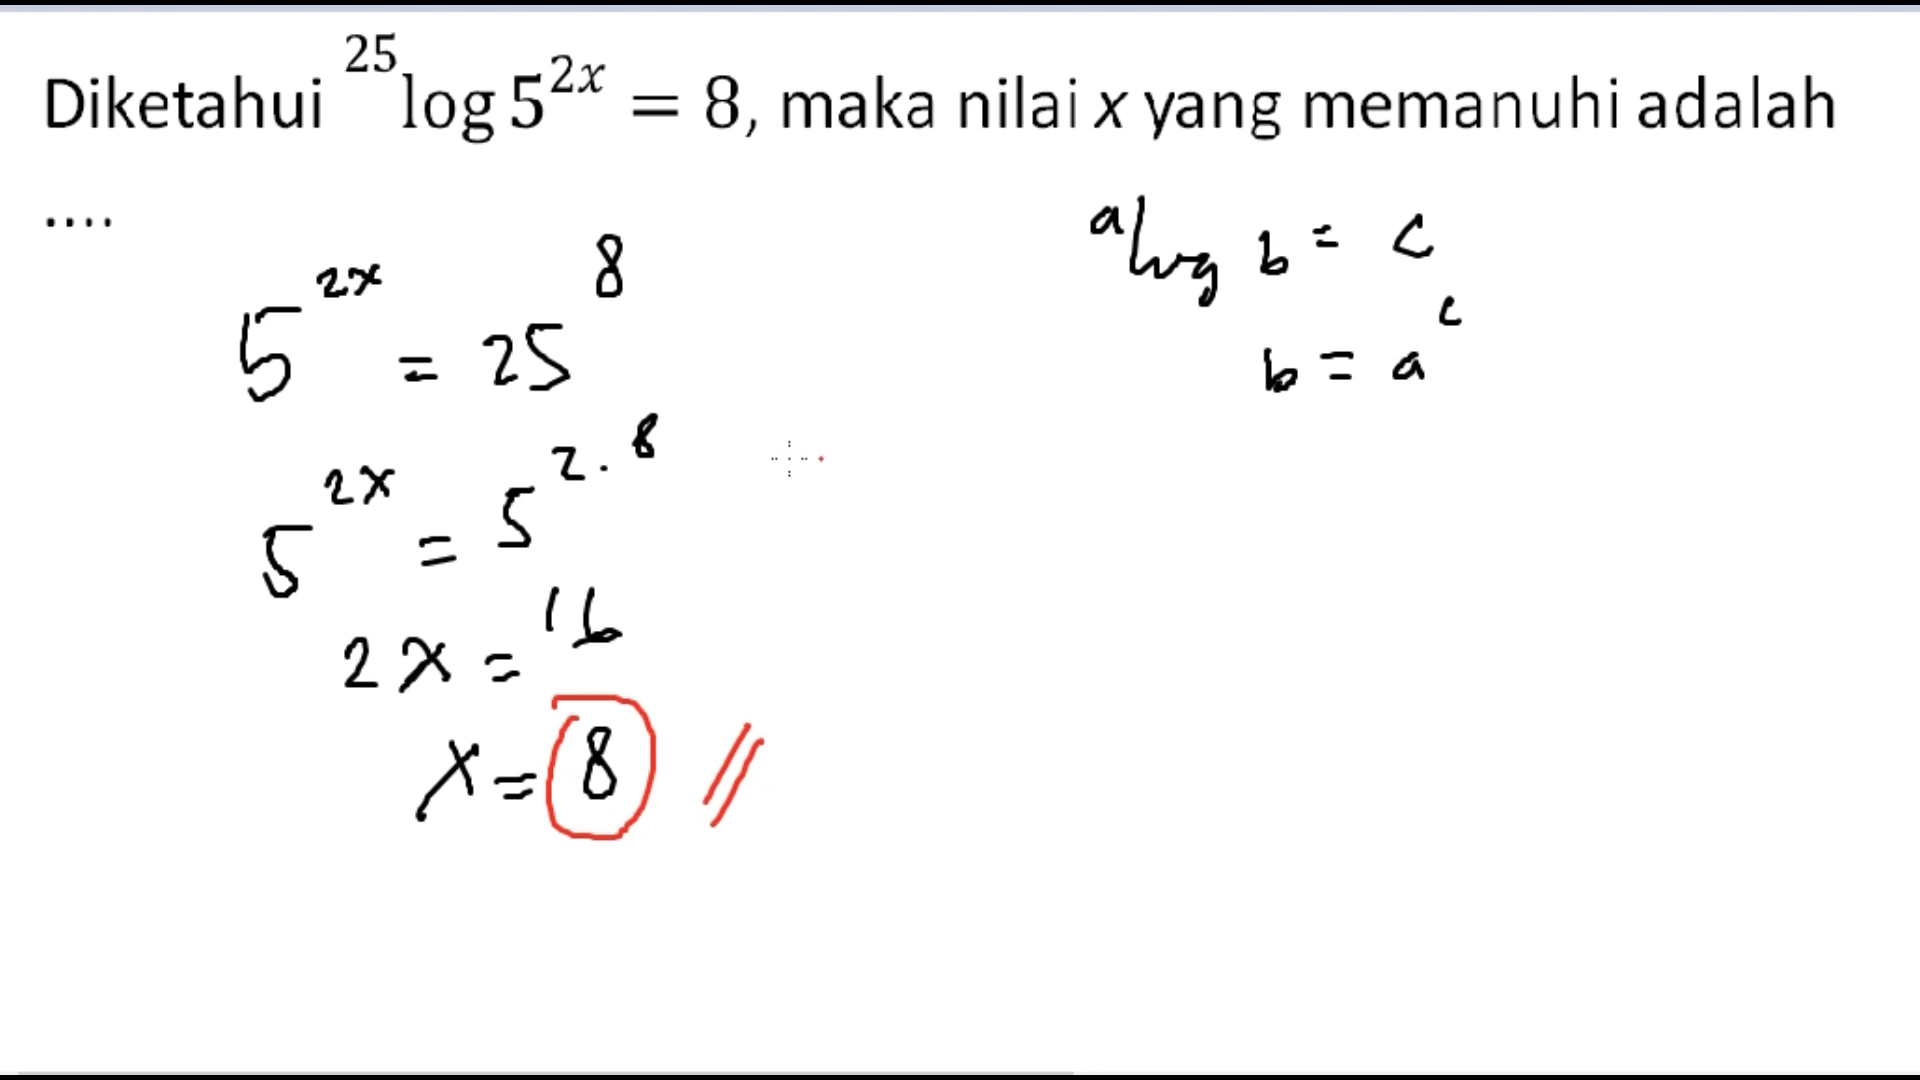 Diketahui ²⁵log 5²ˣ = 8, maka nilai x yang memanuhi adalah
....
5²ˣ = 25⁸
5²ˣ = 5²·⁸
2x = 16
x = 8 //
ᵃlog b = c
b = aᶜ